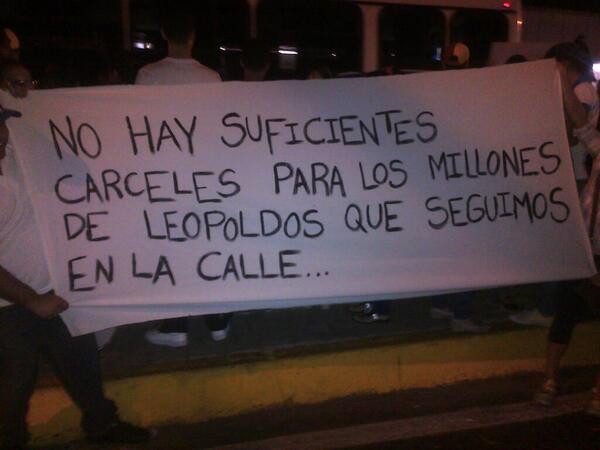 NO HAY SUFICIENTES
CARCELES PARA LOS MILLONES
DE LEOPOLDOS QUE SEGUIMOS
EN LA CALLE...